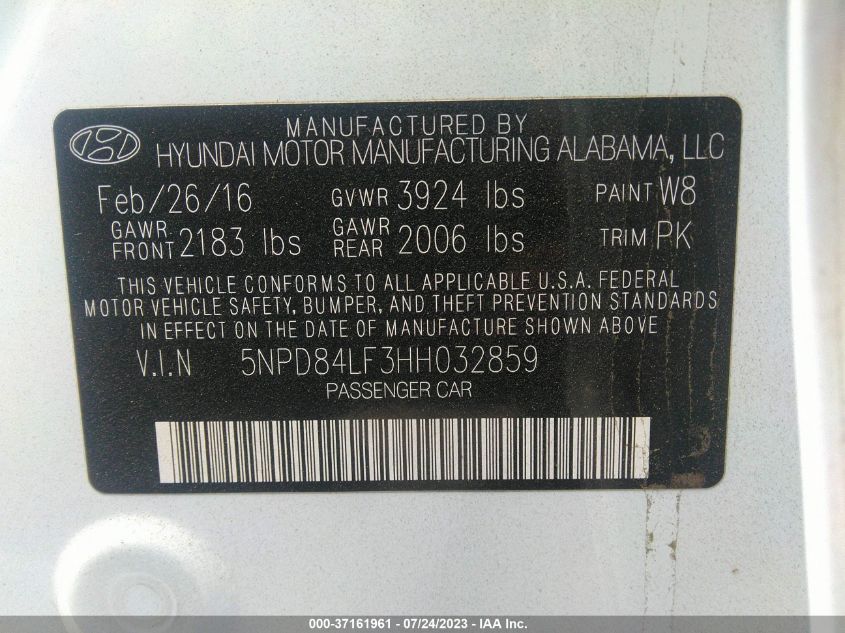 MANUFACTURED BY
HYUNDAI MOTOR MANUFACTURING ALABAMA, LLC
Feb/26/16 GVWR 3924 lbs PAINT W8
GAWR FRONT 2183 lbs GAWR REAR 2006 lbs TRIM PK
THIS VEHICLE CONFORMS TO ALL APPLICABLE U.S.A. FEDERAL
MOTOR VEHICLE SAFETY, BUMPER, AND THEFT PREVENTION STANDARDS
IN EFFECT ON THE DATE OF MANUFACTURE SHOWN ABOVE
V.I.N 5NPD84LF3HH032859
PASSENGER CAR
000-37161961 - 07/24/2023 - IAA Inc.